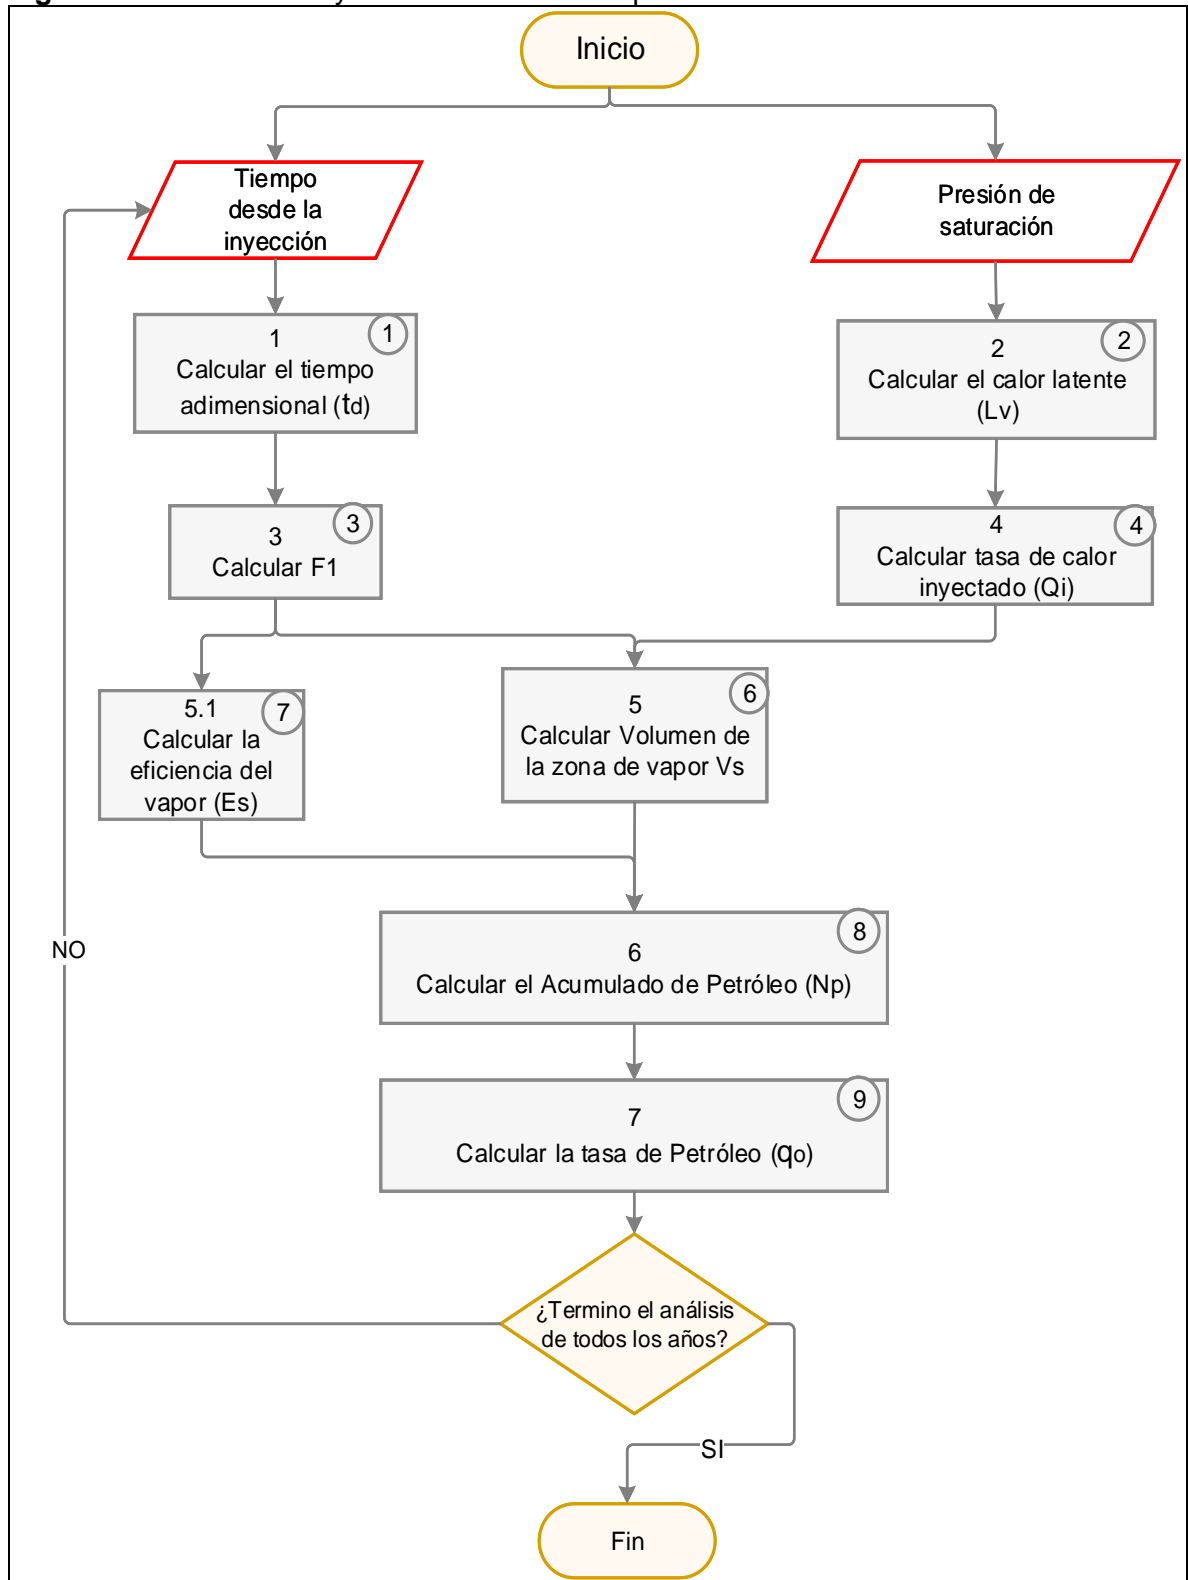 Inicio
Tiempo
desde la
inyección
Presión de
saturación
1
1
Calcular el tiempo
adimensional (td)
2
2
Calcular el calor latente
(Lv)
3
3
Calcular F1
4
4
Calcular tasa de calor
inyectado (Qi)
5.1
7
Calcular la
eficiencia del
vapor (Es)
5
6
Calcular Volumen de
la zona de vapor Vs
8
6
Calcular el Acumulado de Petróleo (Np)
NO
9
7
Calcular la tasa de Petróleo (qo)
¿Termino el análisis
de todos los años?
SI
Fin